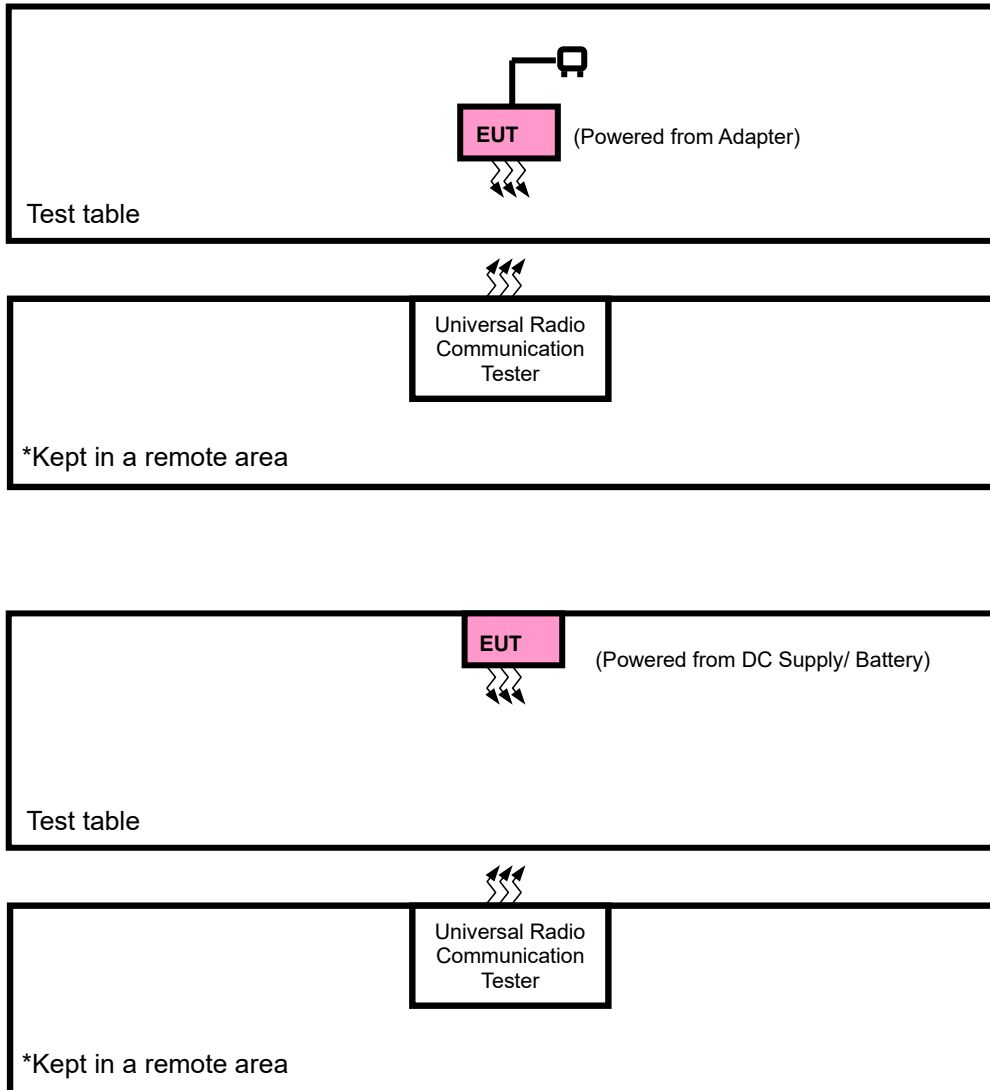 EUT
(Powered from Adapter)
Test table
Universal Radio
Communication
Tester
*Kept in a remote area
EUT
(Powered from DC Supply/ Battery)
Test table
Universal Radio
Communication
Tester
*Kept in a remote area